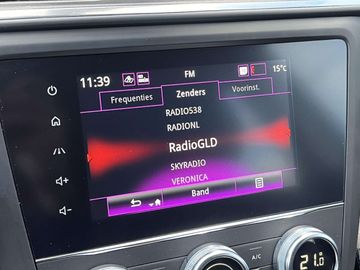 11:39 FM 15°C
Frequenties Zenders Voorinst.
RADIO538
RADIONL
RadioGLD
SKYRADIO
VERONICA
Band
A/C 21.0